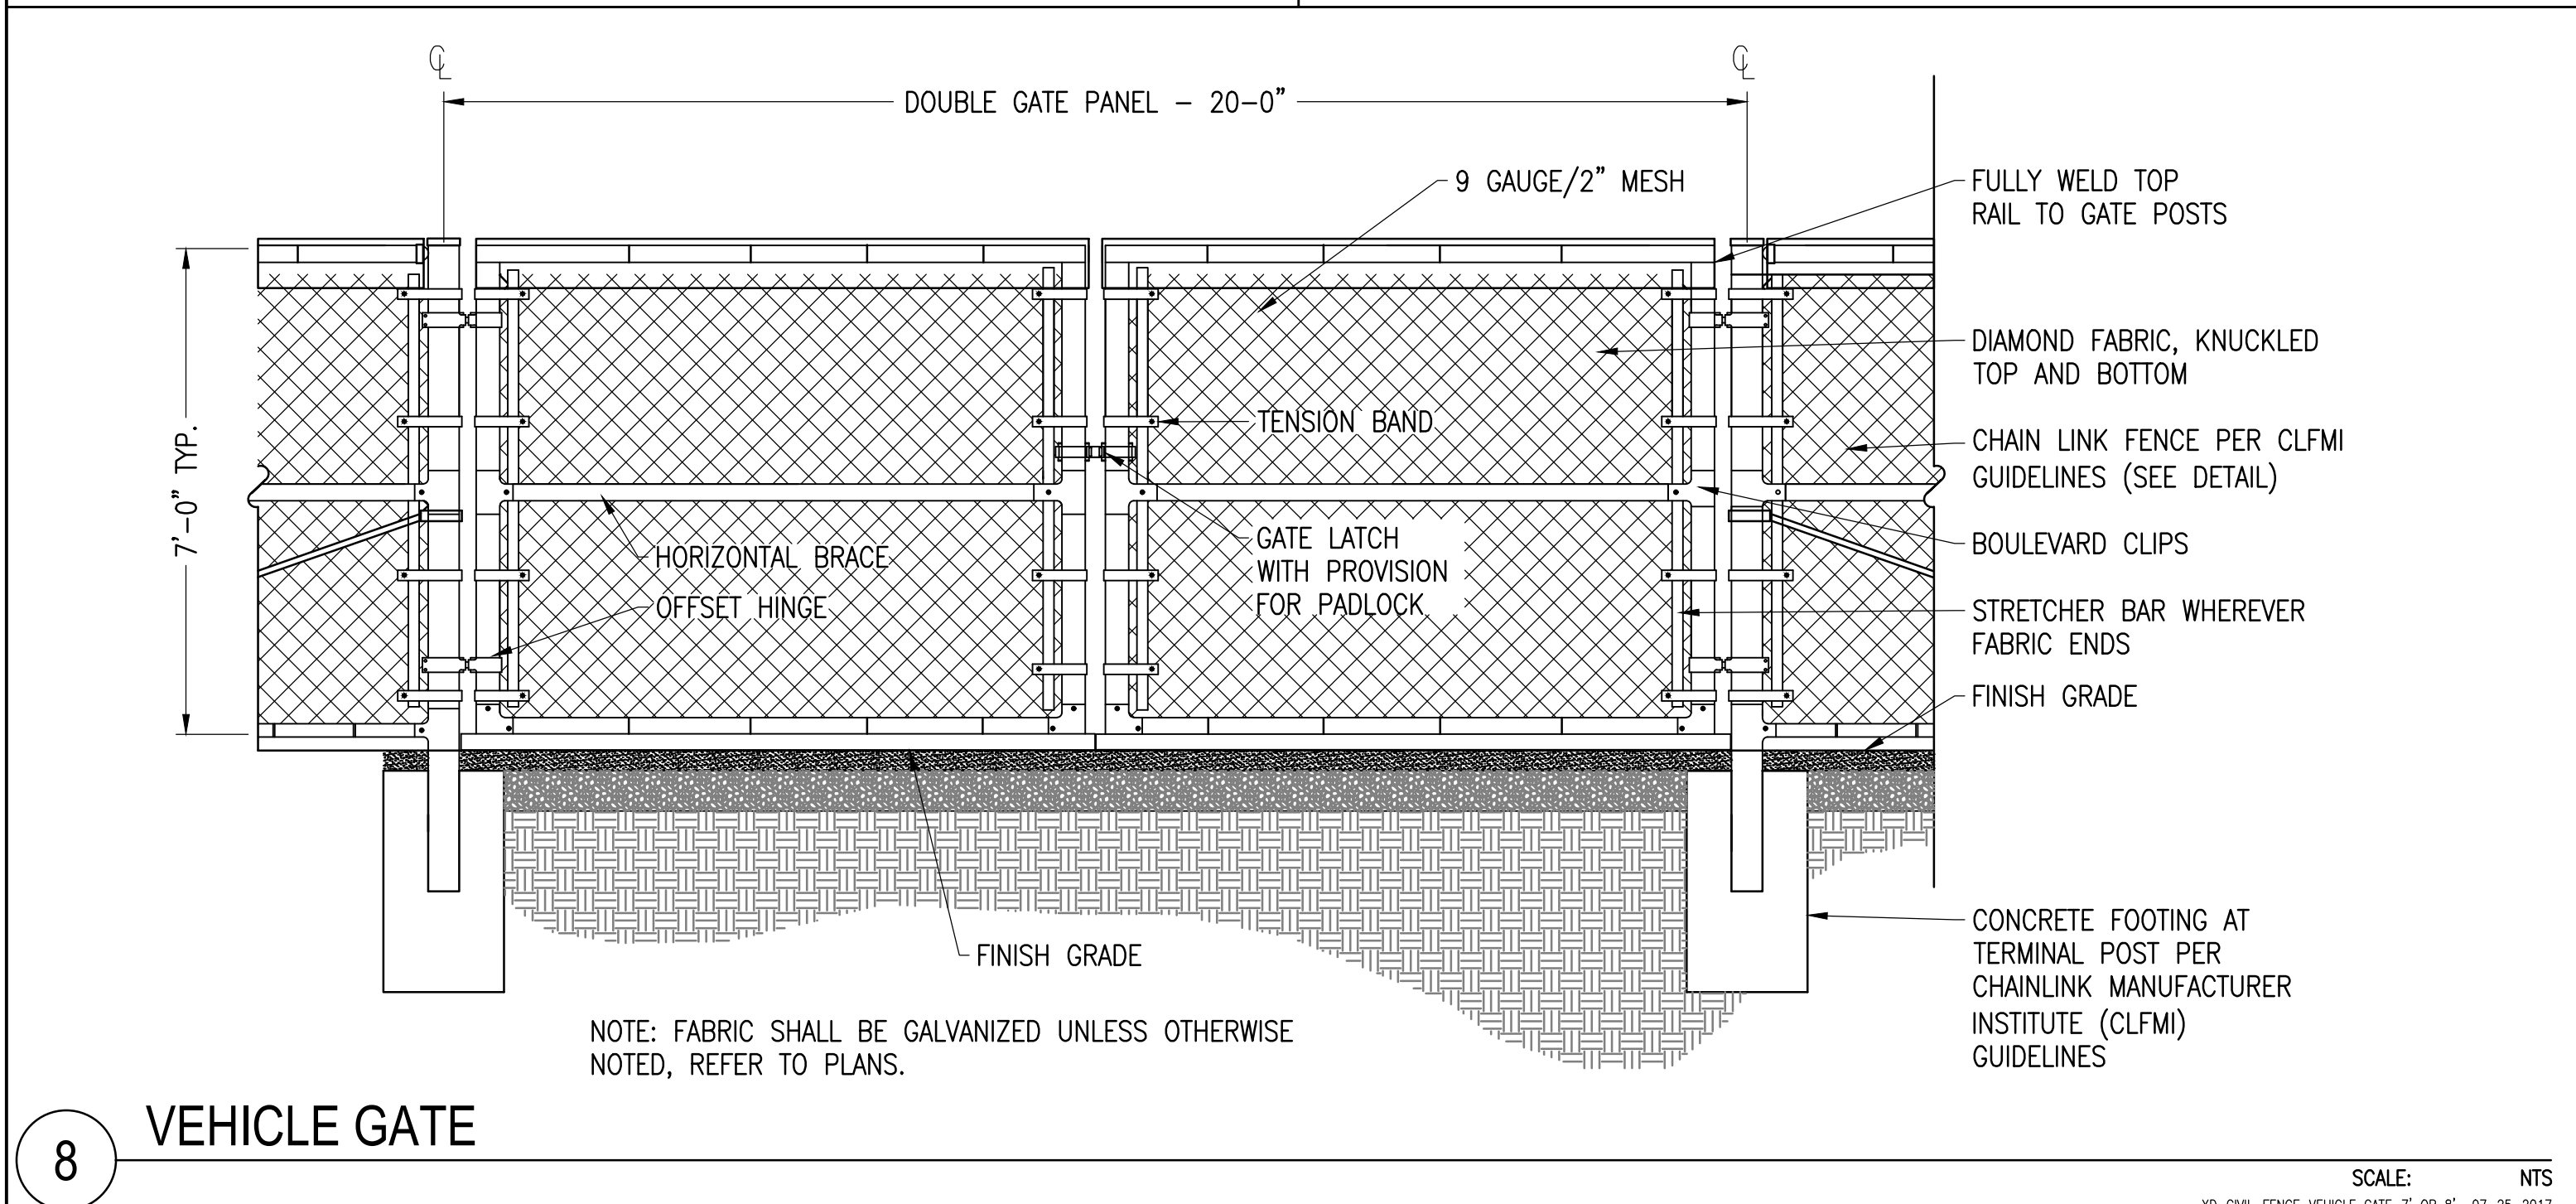 ℄
℄
DOUBLE GATE PANEL - 20-0"
9 GAUGE/2" MESH
FULLY WELD TOP
RAIL TO GATE POSTS
DIAMOND FABRIC, KNUCKLED
TOP AND BOTTOM
TENSION BAND
CHAIN LINK FENCE PER CLFMI
GUIDELINES (SEE DETAIL)
7'-0" TYP.
HORIZONTAL BRACE
OFFSET HINGE
GATE LATCH
WITH PROVISION
FOR PADLOCK
BOULEVARD CLIPS
STRETCHER BAR WHEREVER
FABRIC ENDS
FINISH GRADE
FINISH GRADE
CONCRETE FOOTING AT
TERMINAL POST PER
CHAINLINK MANUFACTURER
INSTITUTE (CLFMI)
GUIDELINES
NOTE: FABRIC SHALL BE GALVANIZED UNLESS OTHERWISE
NOTED, REFER TO PLANS.
8
VEHICLE GATE
SCALE: NTS